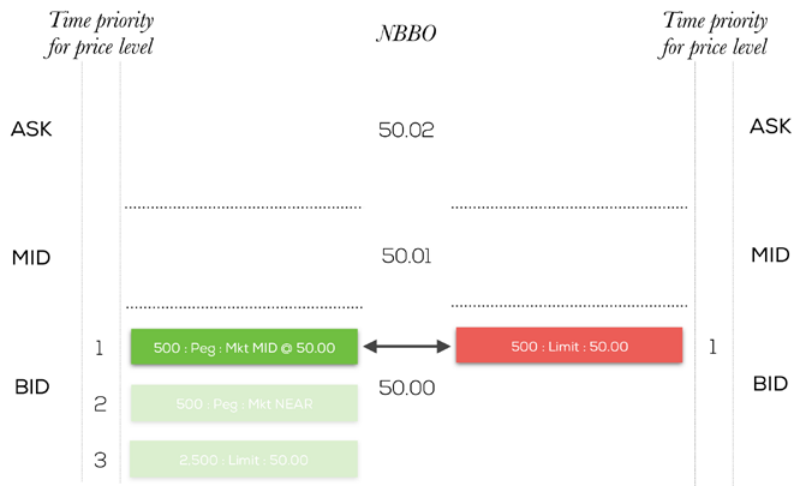 Time priority
for price level
NBBO
Time priority
for price level
ASK
50.02
ASK
MID
50.01
MID
1
500 : Peg : Mkt MID @ 50.00
500 : Limit : 50.00
1
BID
50.00
BID
2
500 : Peg : Mkt NEAR
3
2.500 : Limit : 50.00